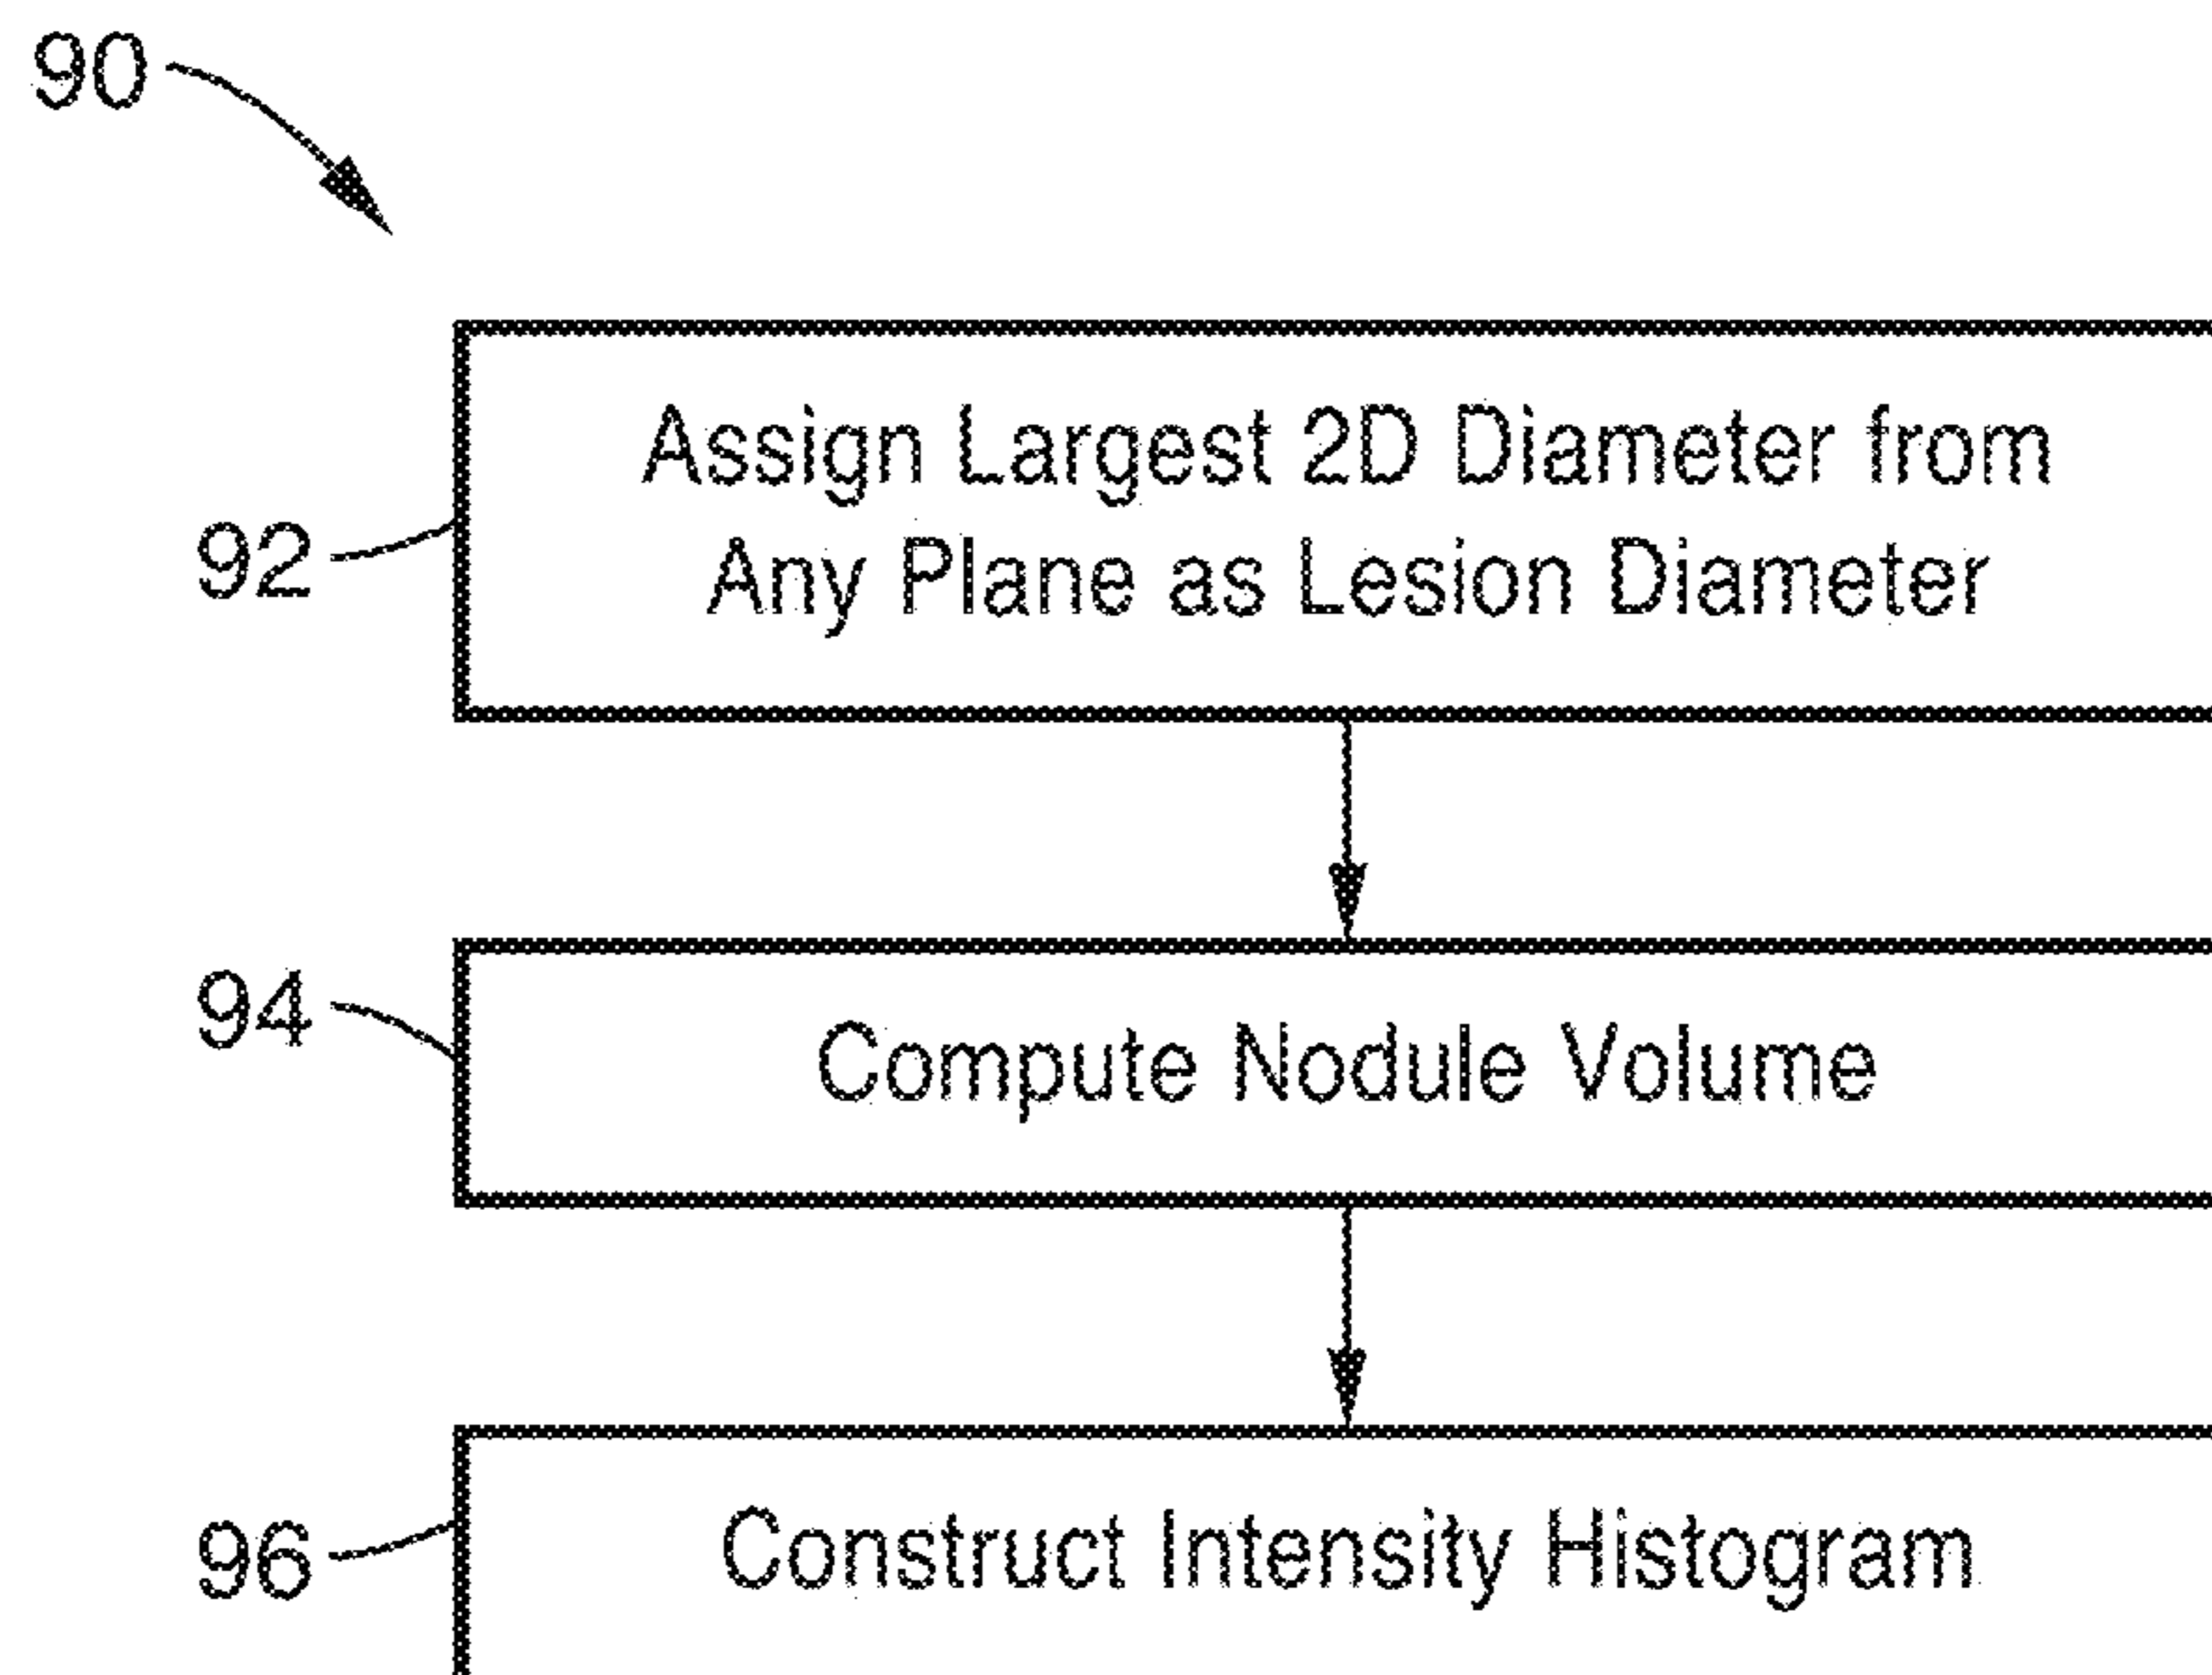 90
Assign Largest 2D Diameter from
Any Plane as Lesion Diameter
92
94
Compute Nodule Volume
96
Construct Intensity Histogram